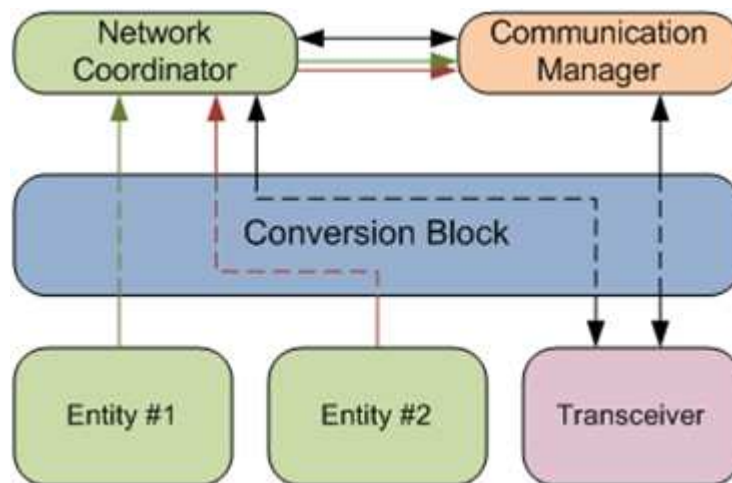 Network
Coordinator
Communication
Manager
Conversion Block
Entity #1
Entity #2
Transceiver